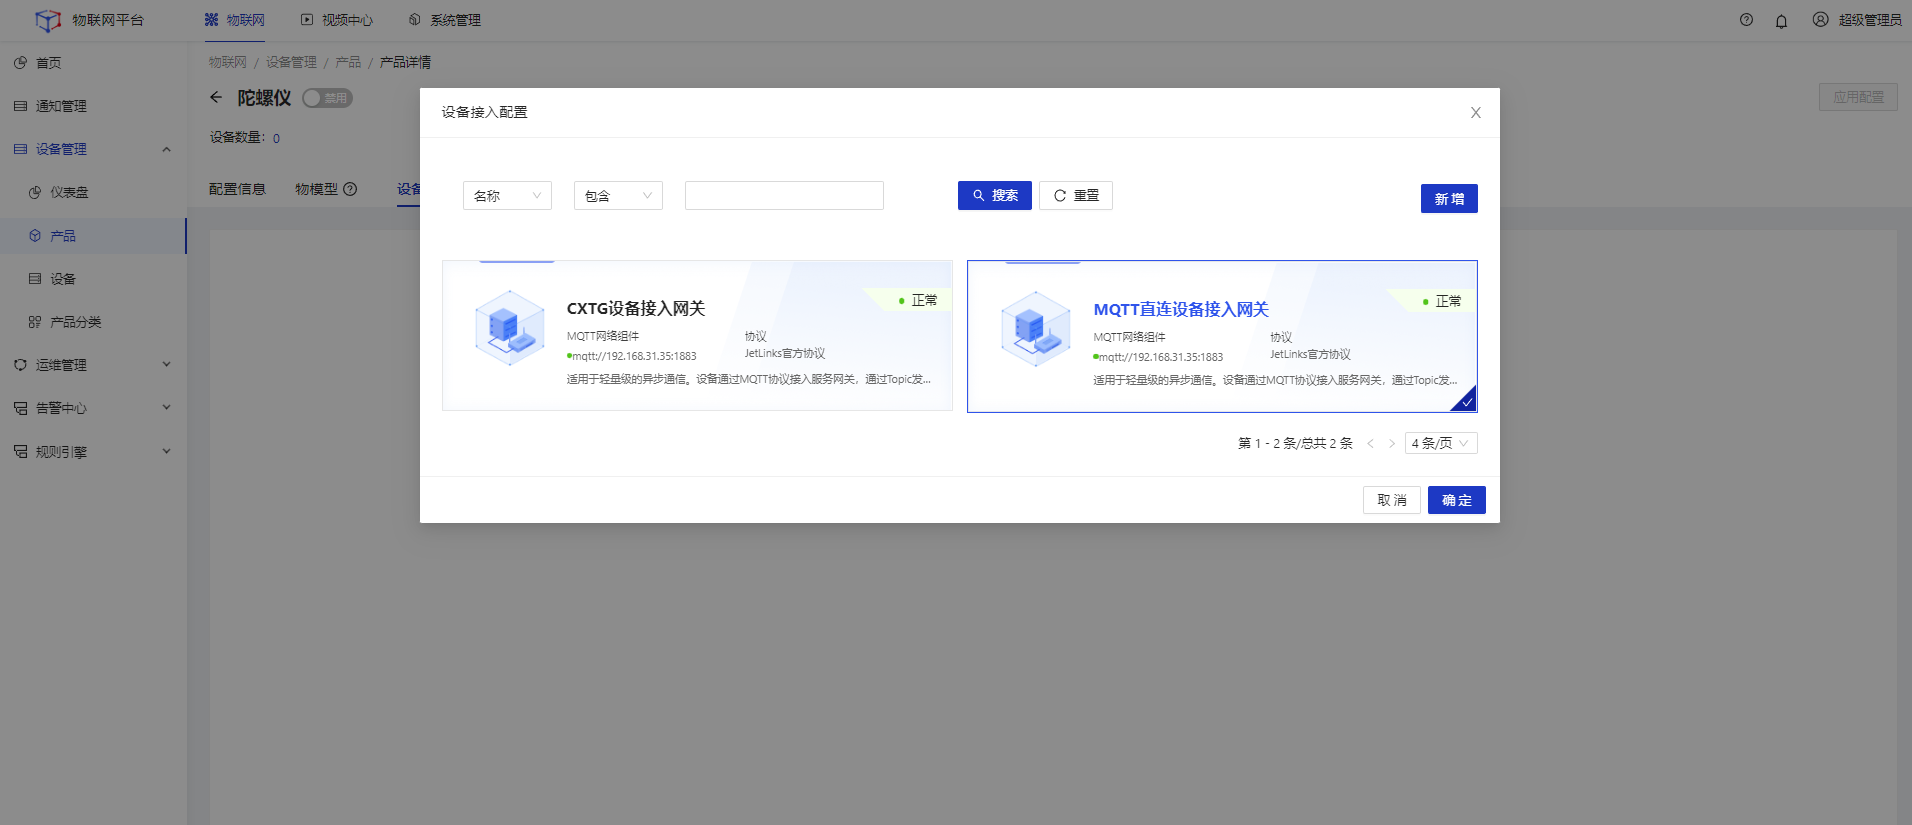 物联网平台
物联网
视频中心
系统管理
超级管理员
首页
通知管理
设备管理
仪表盘
产品
设备
产品分类
运维管理
告警中心
规则引擎
物联网 / 设备管理 / 产品 / 产品详情
陀螺仪
禁用
应用配置
设备数量: 0
配置信息
物模型
设备
设备接入配置
名称
包含
搜索
重置
新增
CXTG设备接入网关
正常
MQTT网络组件
协议
mqtt://192.168.31.35:1883
JetLinks官方协议
适用于轻量级的异步通信。设备通过MQTT协议接入服务网关，通过Topic发...
MQTT直连设备接入网关
正常
MQTT网络组件
协议
mqtt://192.168.31.35:1883
JetLinks官方协议
适用于轻量级的异步通信。设备通过MQTT协议接入服务网关，通过Topic发...
第 1 - 2 条/总共 2 条
4 条/页
取消
确定